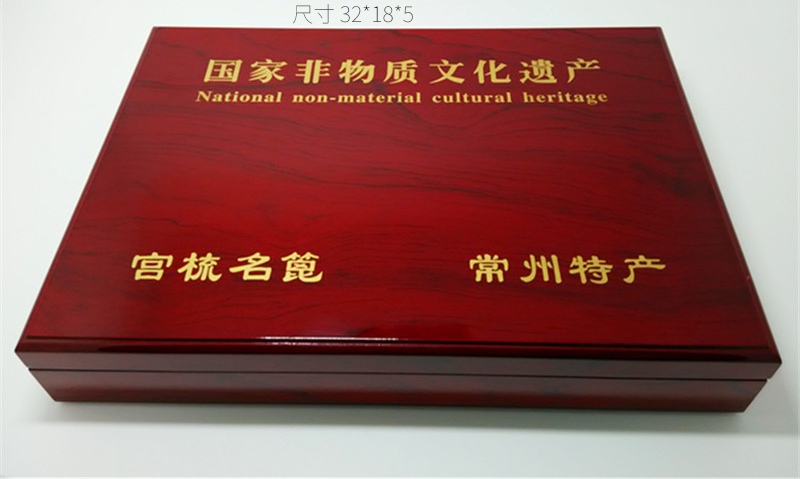 尺寸 32*18*5
国家非物质文化遗产
National non-material cultural heritage
宫梳名篦 常州特产